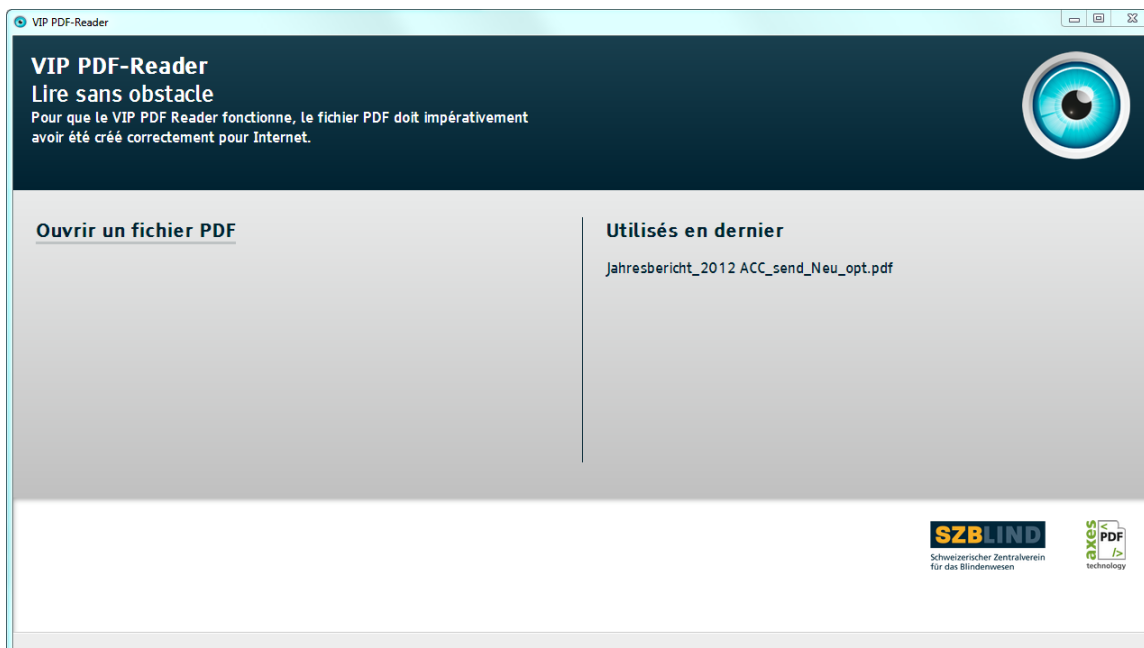 VIP PDF-Reader
VIP PDF-Reader
Lire sans obstacle
Pour que le VIP PDF Reader fonctionne, le fichier PDF doit impérativement
avoir été créé correctement pour Internet.
Ouvrir un fichier PDF
Utilisés en dernier
Jahresbericht_2012 ACC_send_Neu_opt.pdf
SZBLIND
Schweizerischer Zentralverein
für das Blindenwesen
axes
<
PDF
/>
technology